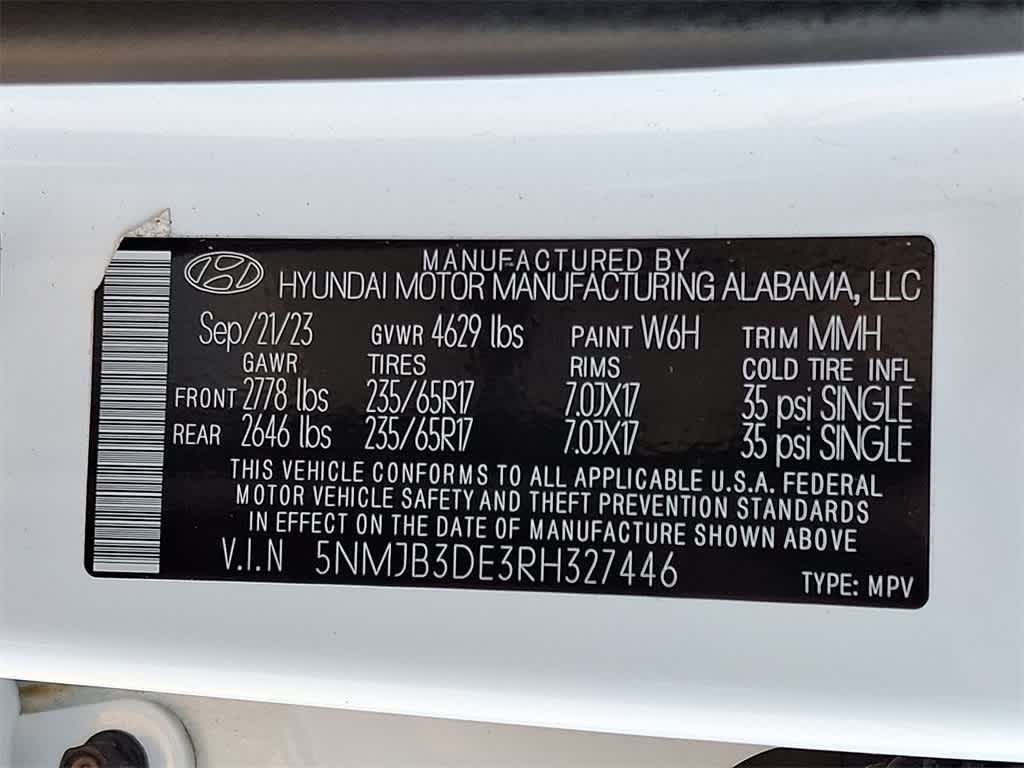 MANUFACTURED BY
HYUNDAI MOTOR MANUFACTURING ALABAMA, LLC
Sep/21/23 GVWR 4629 lbs PAINT W6H TRIM MMH
GAWR TIRES RIMS COLD TIRE INFL
FRONT 2778 lbs 235/65R17 7.0JX17 35 psi SINGLE
REAR 2646 lbs 235/65R17 7.0JX17 35 psi SINGLE
THIS VEHICLE CONFORMS TO ALL APPLICABLE U.S.A. FEDERAL
MOTOR VEHICLE SAFETY AND THEFT PREVENTION STANDARDS
IN EFFECT ON THE DATE OF MANUFACTURE SHOWN ABOVE
V.I.N 5NMJB3DE3RH327446
TYPE: MPV